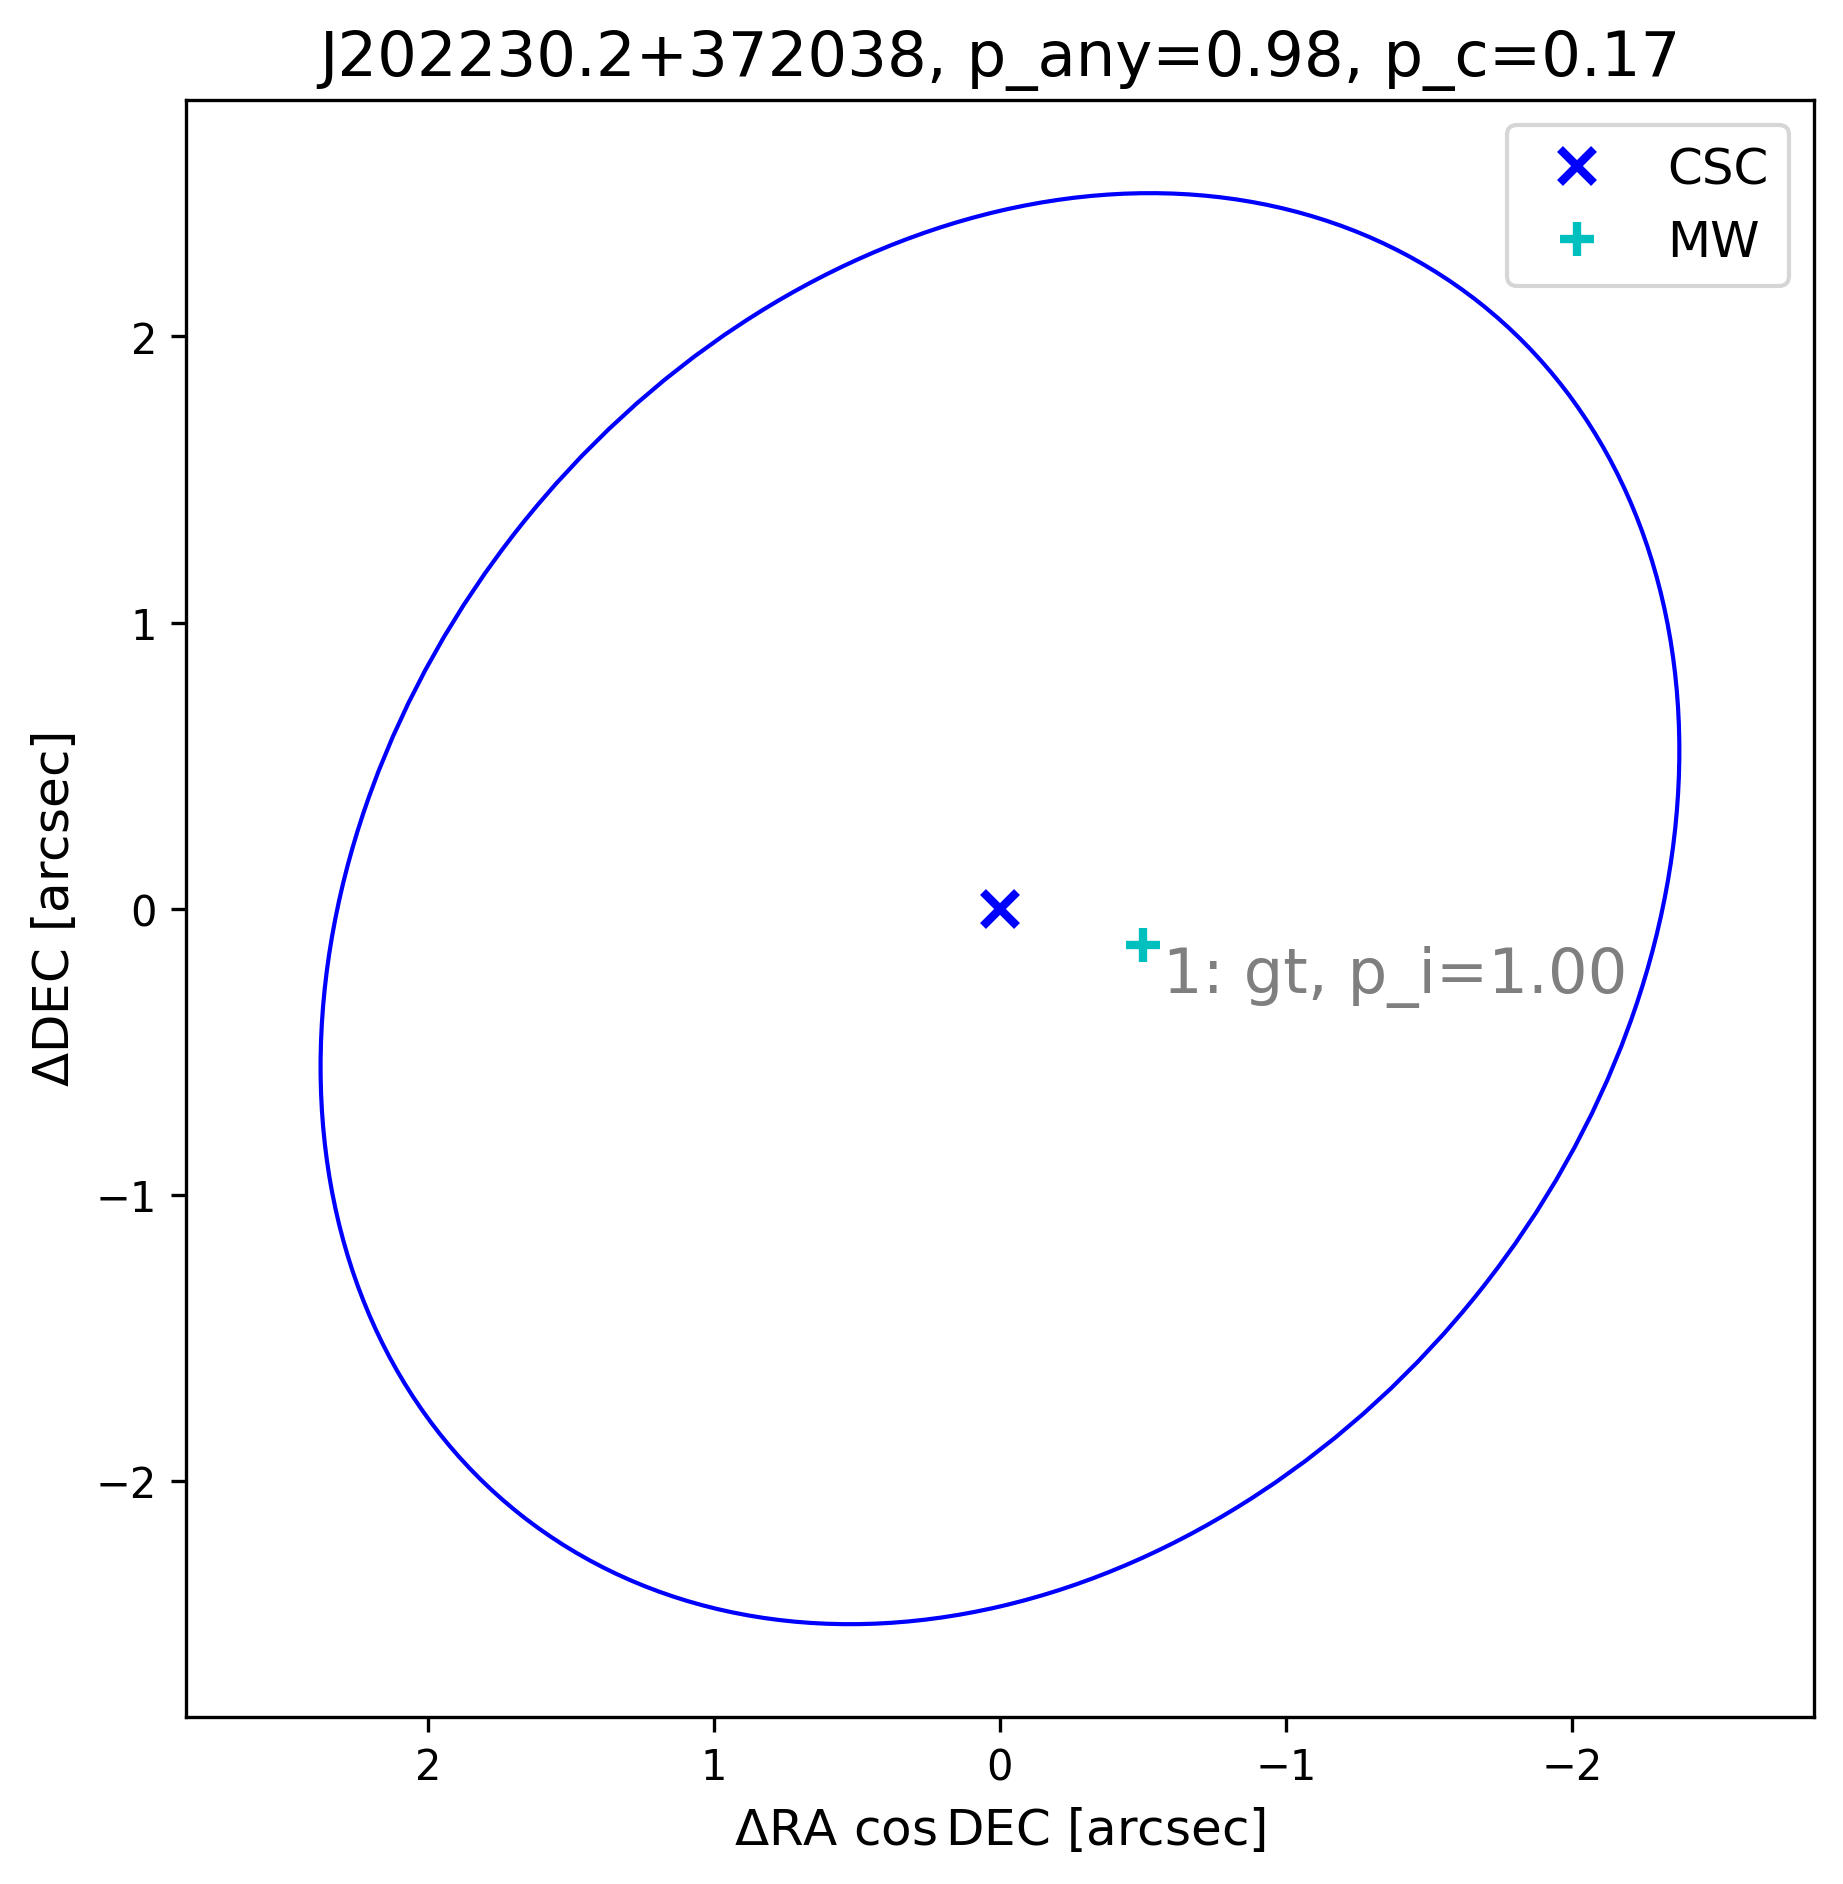 J202230.2+372038, p_any=0.98, p_c=0.17
CSC
MW
2
1
0
−1
−2
ΔDEC [arcsec]
1: gt, p_i=1.00
2
1
0
−1
−2
ΔRA cos DEC [arcsec]